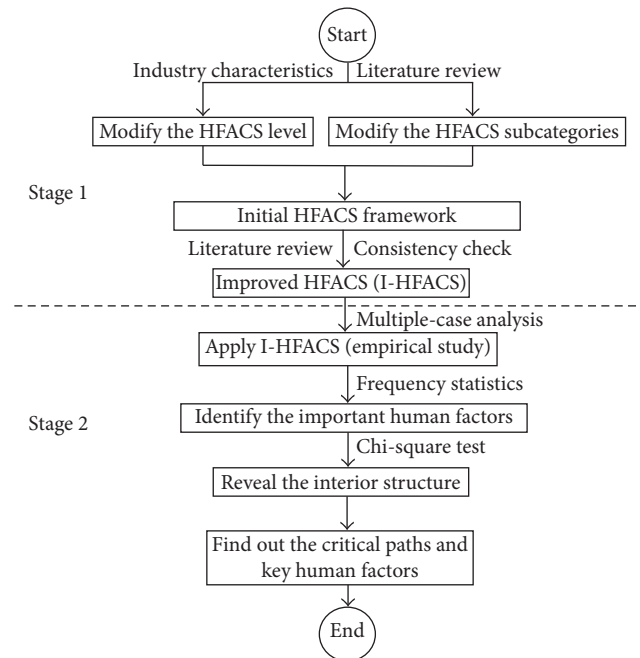 Start
Industry characteristics
Literature review
Modify the HFACS level
Modify the HFACS subcategories
Stage 1
Initial HFACS framework
Literature review
Consistency check
Improved HFACS (I-HFACS)
Multiple-case analysis
Apply I-HFACS (empirical study)
Frequency statistics
Stage 2
Identify the important human factors
Chi-square test
Reveal the interior structure
Find out the critical paths and
key human factors
End